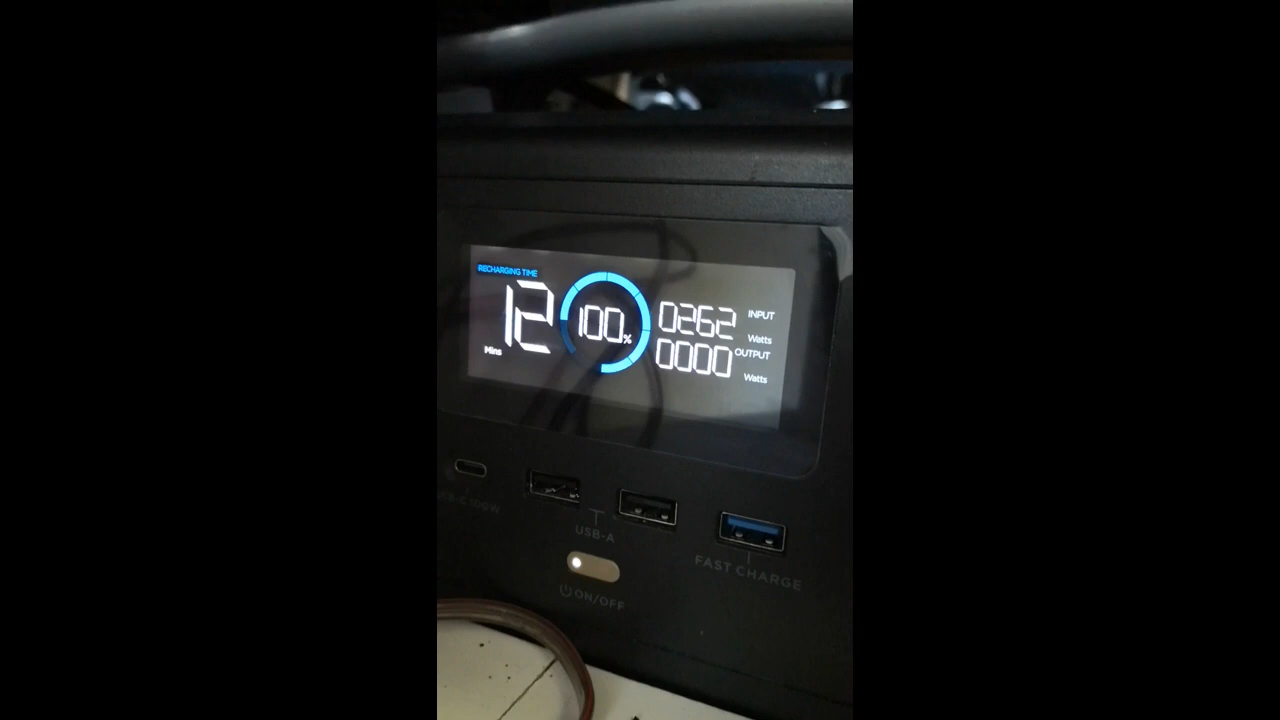 RECHARGING TIME
12
Mins
100%
0262 INPUT
Watts
0000 OUTPUT
Watts
USB-A
FAST CHARGE
ON/OFF